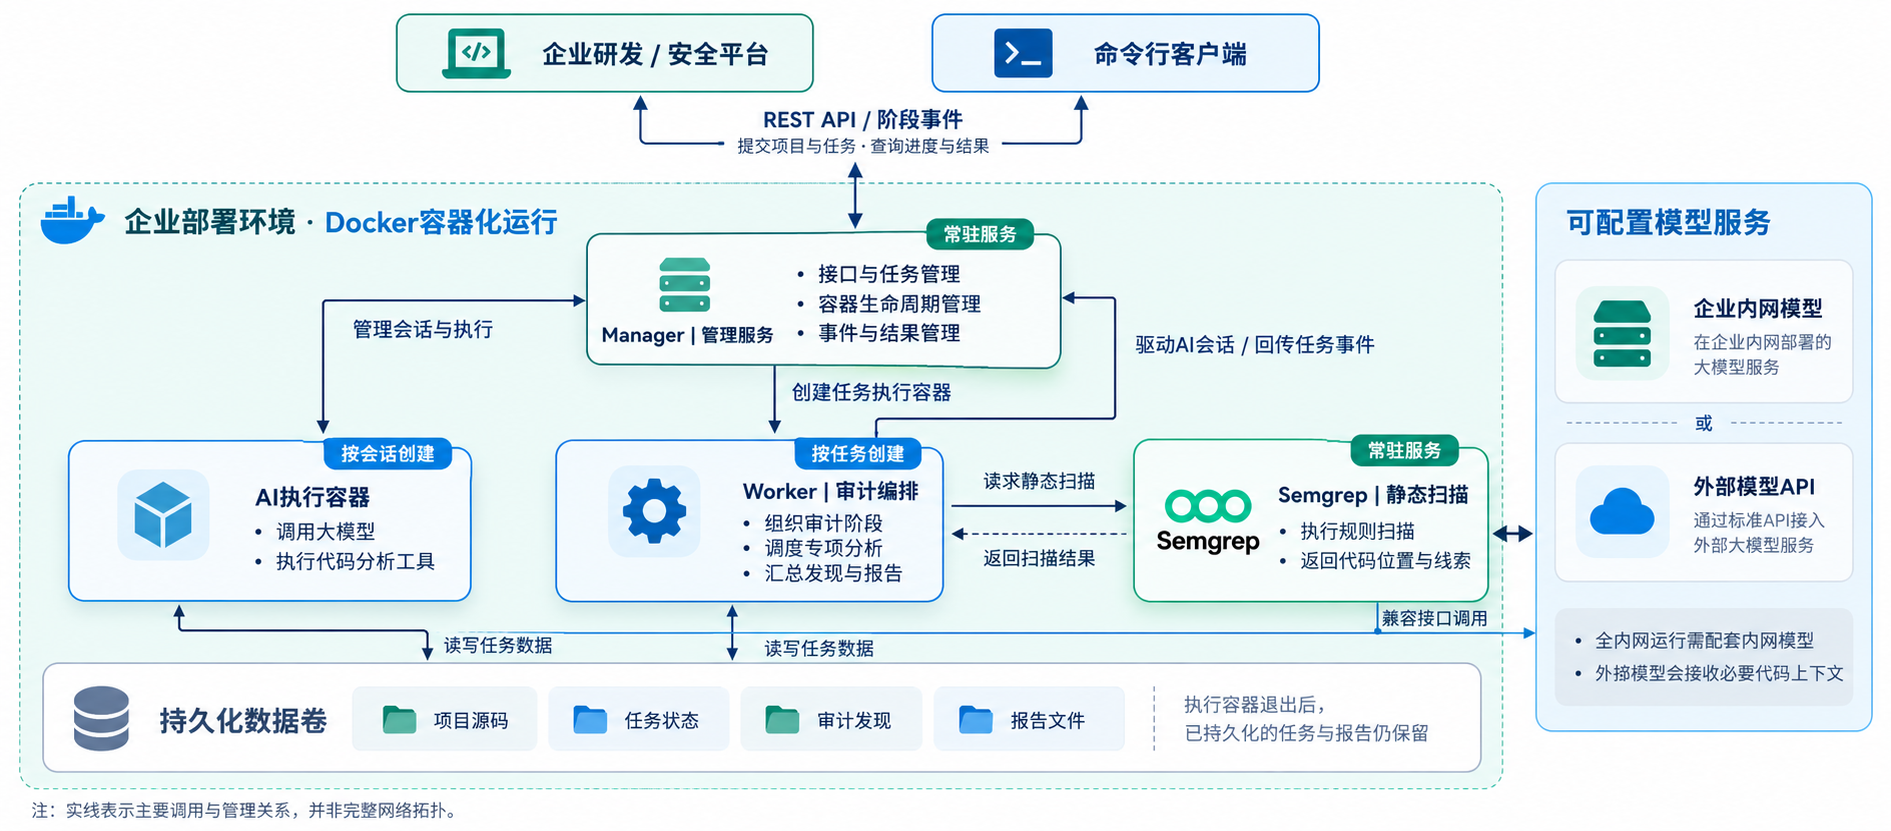 企业研发 / 安全平台
命令行客户端
REST API / 阶段事件
提交项目与任务 · 查询进度与结果
企业部署环境 · Docker容器化运行
常驻服务
Manager | 管理服务
• 接口与任务管理
• 容器生命周期管理
• 事件与结果管理
管理会话与执行
创建任务执行容器
驱动AI会话 / 回传任务事件
按会话创建
AI执行容器
• 调用大模型
• 执行代码分析工具
按任务创建
Worker | 审计编排
• 组织审计阶段
• 调度专项分析
• 汇总发现与报告
读求静态扫描
返回扫描结果
常驻服务
Semgrep
Semgrep | 静态扫描
• 执行规则扫描
• 返回代码位置与线索
兼容接口调用
读写任务数据
读写任务数据
持久化数据卷
项目源码
任务状态
审计发现
报告文件
执行容器退出后，
已持久化的任务与报告仍保留
可配置模型服务
企业内网模型
在企业内网部署的
大模型服务
或
外部模型API
通过标准API接入
外部大模型服务
• 全内网运行需配套内网模型
• 外部模型会接收必要代码上下文
注：实线表示主要调用与管理关系，并非完整网络拓扑。